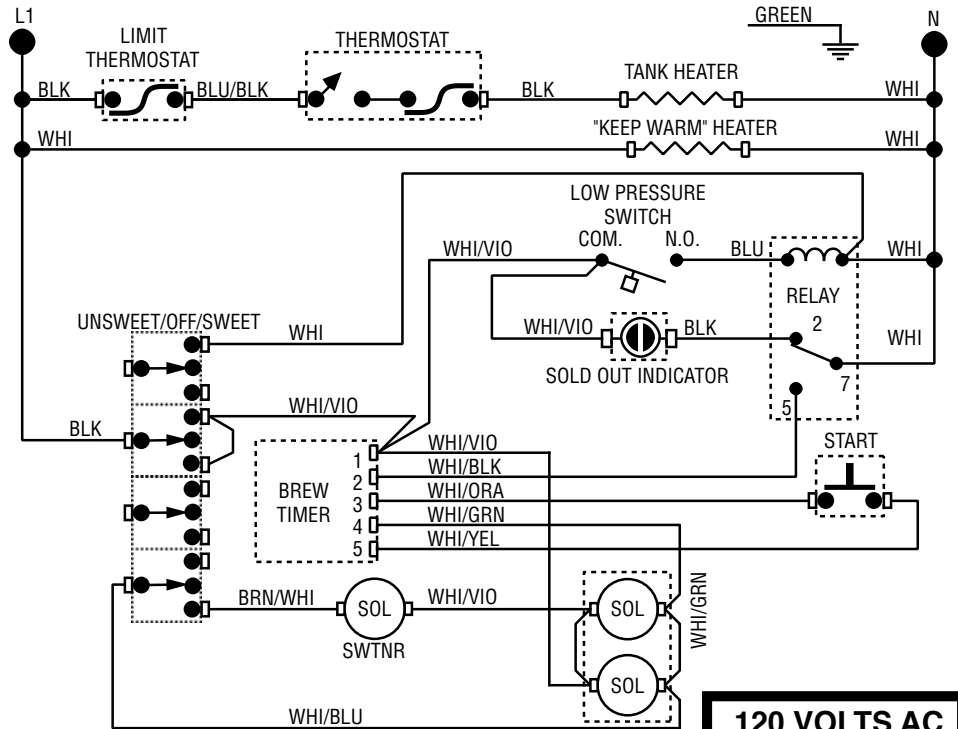 L1
LIMIT
THERMOSTAT
THERMOSTAT
GREEN
N
BLK
BLU/BLK
BLK
TANK HEATER
WHI
WHI
"KEEP WARM" HEATER
WHI
LOW PRESSURE
SWITCH
WHI/VIO
COM.
N.O.
BLU
WHI
RELAY
UNSWEET/OFF/SWEET
WHI
WHI/VIO
BLK
2
WHI
SOLD OUT INDICATOR
7
5
WHI/VIO
BLK
START
BREW
TIMER
1
WHI/VIO
2
WHI/BLK
3
WHI/ORA
4
WHI/GRN
5
WHI/YEL
BRN/WHI
SOL
SWTNR
WHI/VIO
SOL
WHI/GRN
SOL
WHI/BLU
120 VOLTS AC